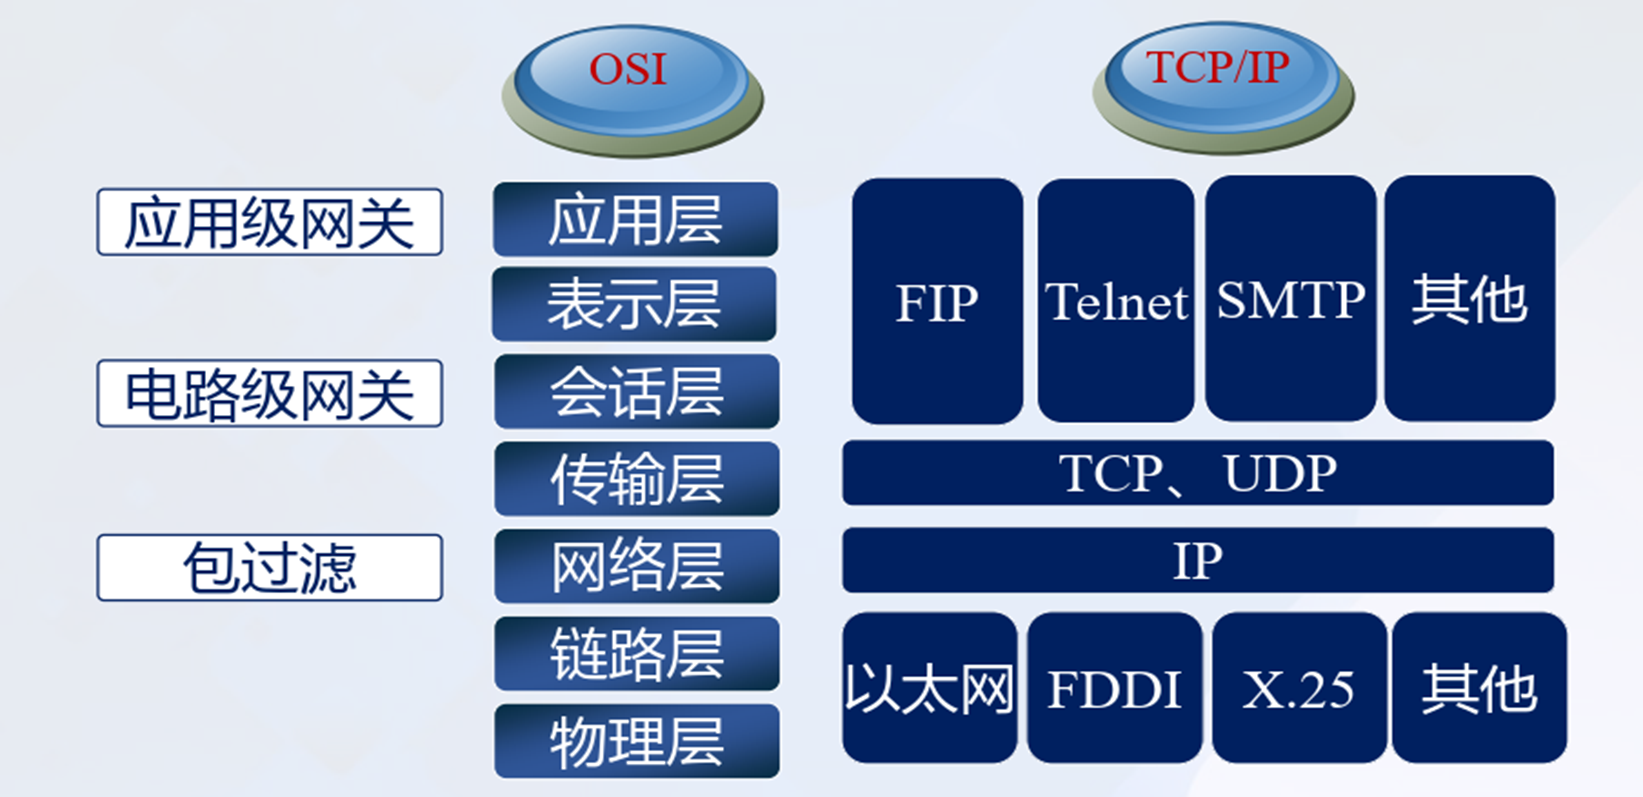 OSI
TCP/IP
应用级网关
电路级网关
包过滤
应用层
表示层
会话层
传输层
网络层
链路层
物理层
FIP
Telnet
SMTP
其他
TCP、UDP
IP
以太网
FDDI
X.25
其他